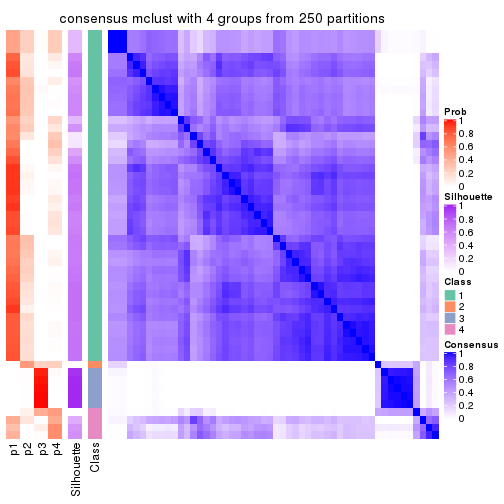 consensus mclust with 4 groups from 250 partitions
Prob
1
0.8
0.6
0.4
0.2
0
Silhouette
1
0.8
0.6
0.4
0.2
0
Class
1
2
3
4
Consensus
1
0.8
0.6
0.4
0.2
0
p1
p2
p3
p4
Silhouette
Class